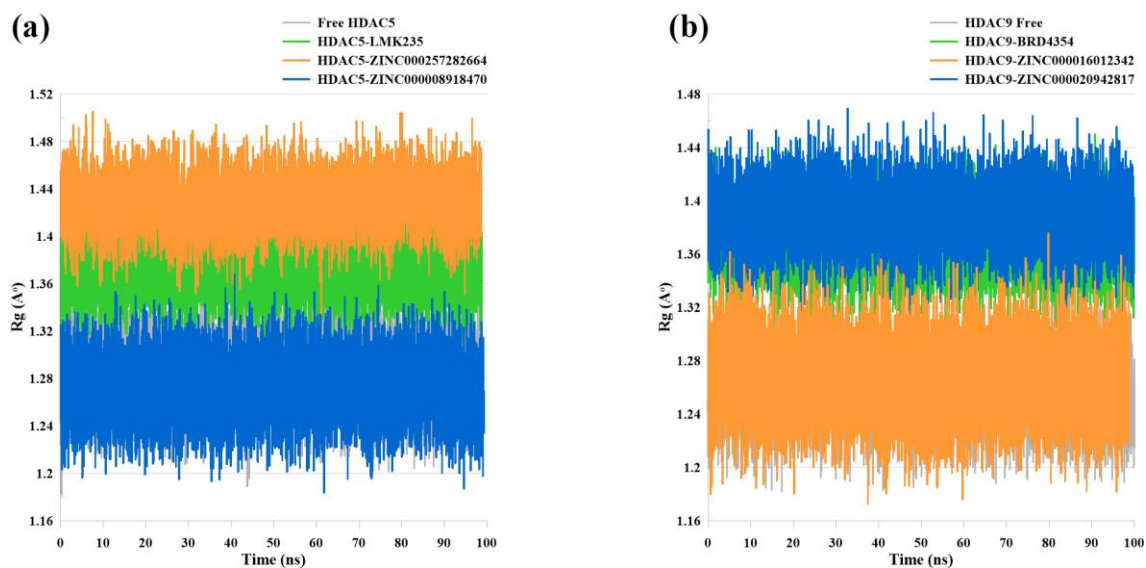 (a)
Free HDAC5
HDAC5-LMK235
HDAC5-ZINC000257282664
HDAC5-ZINC000008918470
1.52
1.48
1.44
1.4
1.36
1.32
1.28
1.24
1.2
1.16
Rg (A°)
0 10 20 30 40 50 60 70 80 90 100
Time (ns)
(b)
HDAC9 Free
HDAC9-BRD4354
HDAC9-ZINC000016012342
HDAC9-ZINC000020942817
1.48
1.44
1.4
1.36
1.32
1.28
1.24
1.2
1.16
Rg (A°)
0 10 20 30 40 50 60 70 80 90 100
Time (ns)